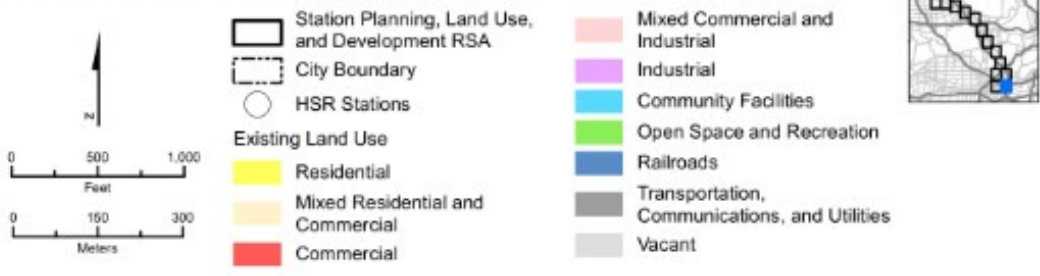 Station Planning, Land Use,
and Development RSA
City Boundary
HSR Stations
Existing Land Use
Residential
Mixed Residential and
Commercial
Commercial
Mixed Commercial and
Industrial
Industrial
Community Facilities
Open Space and Recreation
Railroads
Transportation,
Communications, and Utilities
Vacant
N
0 500 1,000
Feet
0 150 300
Meters